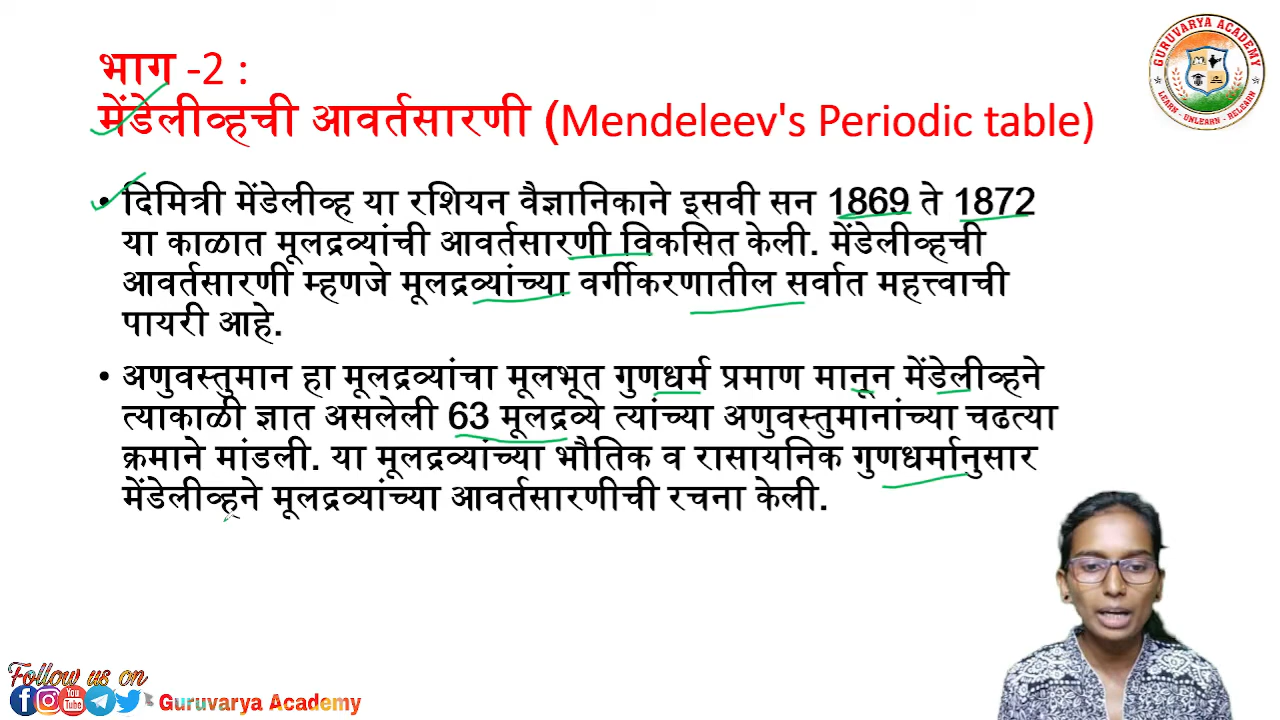 भाग -2 :
मेंडेलीव्हची आवर्तसारणी (Mendeleev's Periodic table)
GURUVARYA ACADEMY
LEARN - UNLEARN - RELEARN
• दिमित्री मेंडेलीव्ह या रशियन वैज्ञानिकाने इसवी सन 1869 ते 1872
या काळात मूलद्रव्यांची आवर्तसारणी विकसित केली. मेंडेलीव्हची
आवर्तसारणी म्हणजे मूलद्रव्यांच्या वर्गीकरणातील सर्वात महत्त्वाची
पायरी आहे.
• अणुवस्तुमान हा मूलद्रव्यांचा मूलभूत गुणधर्म प्रमाण मानून मेंडेलीव्हने
त्याकाळी ज्ञात असलेली 63 मूलद्रव्ये त्यांच्या अणुवस्तुमानांच्या चढत्या
क्रमाने मांडली. या मूलद्रव्यांच्या भौतिक व रासायनिक गुणधर्मानुसार
मेंडेलीव्हने मूलद्रव्यांच्या आवर्तसारणीची रचना केली.
Follow us on
You
Tube
Guruvarya Academy